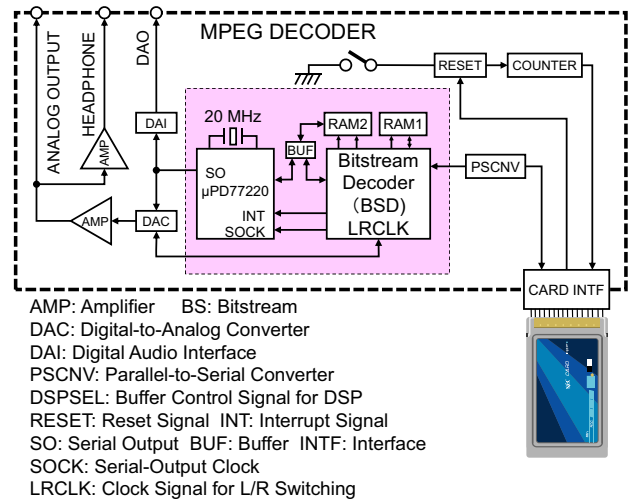 MPEG DECODER
ANALOG OUTPUT
HEADPHONE
DAO
RESET
COUNTER
20 MHz
RAM2
RAM1
DAI
BUF
AMP
SO
μPD77220
INT
SOCK
Bitstream
Decoder
(BSD)
LRCLK
PSCNV
AMP
DAC
CARD INTF
AMP: Amplifier BS: Bitstream
DAC: Digital-to-Analog Converter
DAI: Digital Audio Interface
PSCNV: Parallel-to-Serial Converter
DSPSEL: Buffer Control Signal for DSP
RESET: Reset Signal INT: Interrupt Signal
SO: Serial Output BUF: Buffer INTF: Interface
SOCK: Serial-Output Clock
LRCLK: Clock Signal for L/R Switching